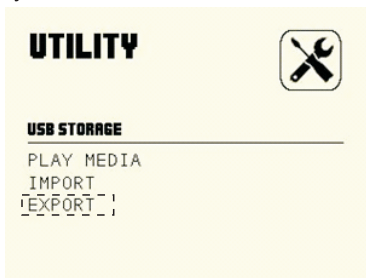 UTILITY
USB STORAGE
PLAY MEDIA
IMPORT
EXPORT